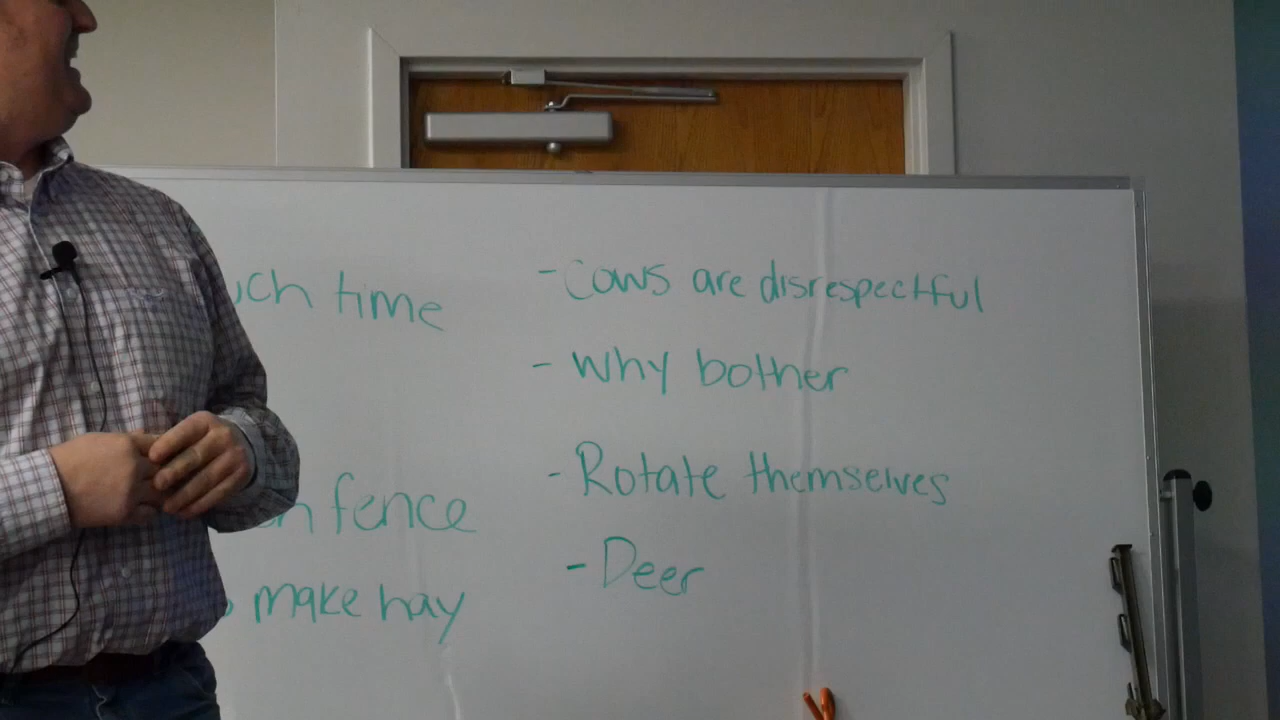 time
fence
make hay
- Cows are disrespectful
- Why bother
- Rotate themselves
- Deer